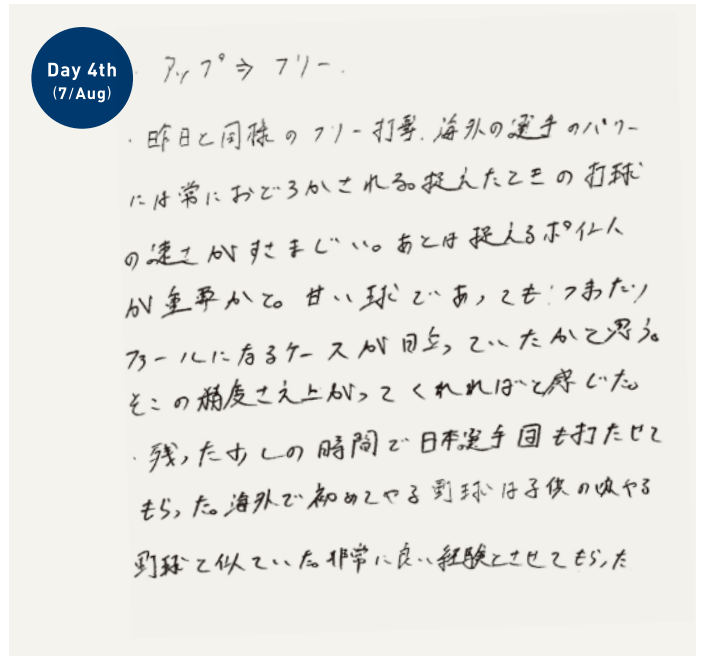 Day 4th
(7/Aug)
・アップ⇒フリー.
・昨日と同様のフリー打撃.海外の選手のパワー
には常におどろかされる。捉えたときの打球
の速さがすさまじい。あとは捉えるポイント
が重要かと。甘い球であっても、つまったり
ファールになるケースが目立っていたかと思う。
そこの精度さえ上がってくれればと感じた。
・残った少しの時間で日本選手団も打たせて
もらった。海外で初めてやる野球は子供の頃やる
野球と似ていた。非常に良い経験とさせてもらった